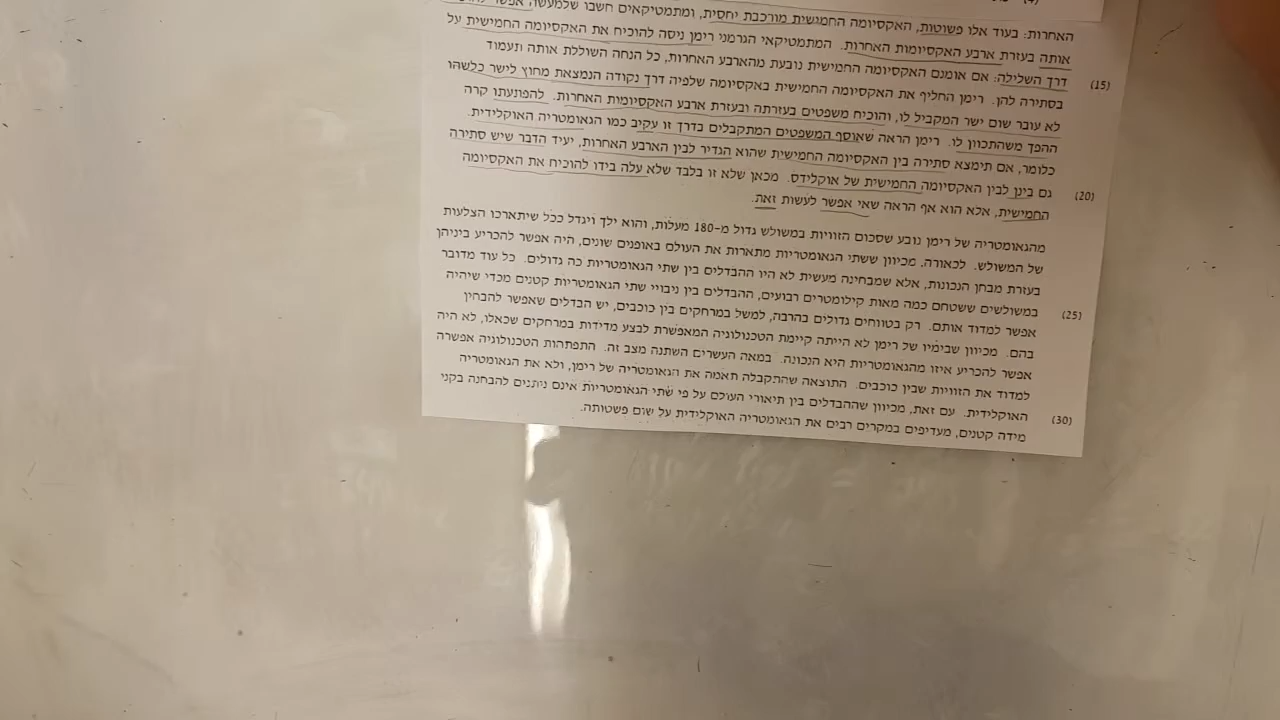 האחרות: בעוד אלו פשוטות, האקסיומה החמישית מורכבת יחסית, ומתמטיקאים חשבו שלמעשה אפשר
אותה בעזרת ארבע האקסיומות האחרות. המתמטיקאי הגרמני רימן ניסה להוכיח את האקסיומה החמישית על
(15) דרך השלילה: אם אומנם האקסיומה החמישית נובעת מהארבע האחרות, כל הנחה השוללת אותה תעמוד
בסתירה להן. רימן החליף את האקסיומה החמישית באקסיומה שלפיה דרך נקודה הנמצאת מחוץ לישר כלשהו
לא עובר שום ישר המקביל לו, והוכיח משפטים בעזרתה ובעזרת ארבע האקסיומות האחרות. להפתעתו קרה
ההפך משהתכוון לו. רימן הראה שאוסף המשפטים המתקבלים בדרך זו עקיב כמו הגאומטריה האוקלידית.
כלומר, אם תימצא סתירה בין האקסיומה החמישית שהוא הגדיר לבין הארבע האחרות, יעיד הדבר שיש סתירה
(20) גם בינן לבין האקסיומה החמישית של אוקלידס. מכאן שלא זו בלבד שלא עלה בידו להוכיח את האקסיומה
החמישית, אלא הוא אף הראה שאי אפשר לעשות זאת.
מהגאומטריה של רימן נובע שסכום הזוויות במשולש גדול מ-180 מעלות, והוא ילך ויגדל ככל שיתארכו הצלעות
של המשולש. לכאורה, מכיוון ששתי הגאומטריות מתארות את העולם באופנים שונים, היה אפשר להכריע ביניהן
בעזרת מבחן הנכונות, אלא שמבחינה מעשית לא היו ההבדלים בין שתי הגאומטריות כה גדולים. כל עוד מדובר
במשולשים ששטחם כמה מאות קילומטרים רבועים, ההבדלים בין ניבויי שתי הגאומטריות קטנים מכדי שיהיה
(25) אפשר למדוד אותם. רק בטווחים גדולים בהרבה, למשל במרחקים בין כוכבים, יש הבדלים שאפשר להבחין
בהם. מכיוון שבימיו של רימן לא הייתה קיימת הטכנולוגיה המאפשרת לבצע מדידות במרחקים שכאלו, לא היה
אפשר להכריע איזו מהגאומטריות היא הנכונה. במאה העשרים השתנה מצב זה. התפתחות הטכנולוגיה אפשרה
למדוד את הזוויות שבין כוכבים. התוצאה שהתקבלה תאמה את הגאומטריה של רימן, ולא את הגאומטריה
(30) האוקלידית. עם זאת, מכיוון שההבדלים בין תיאורי העולם על פי שתי הגאומטריות אינם ניתנים להבחנה בקני
מידה קטנים, מעדיפים במקרים רבים את הגאומטריה האוקלידית על שום פשטותה.